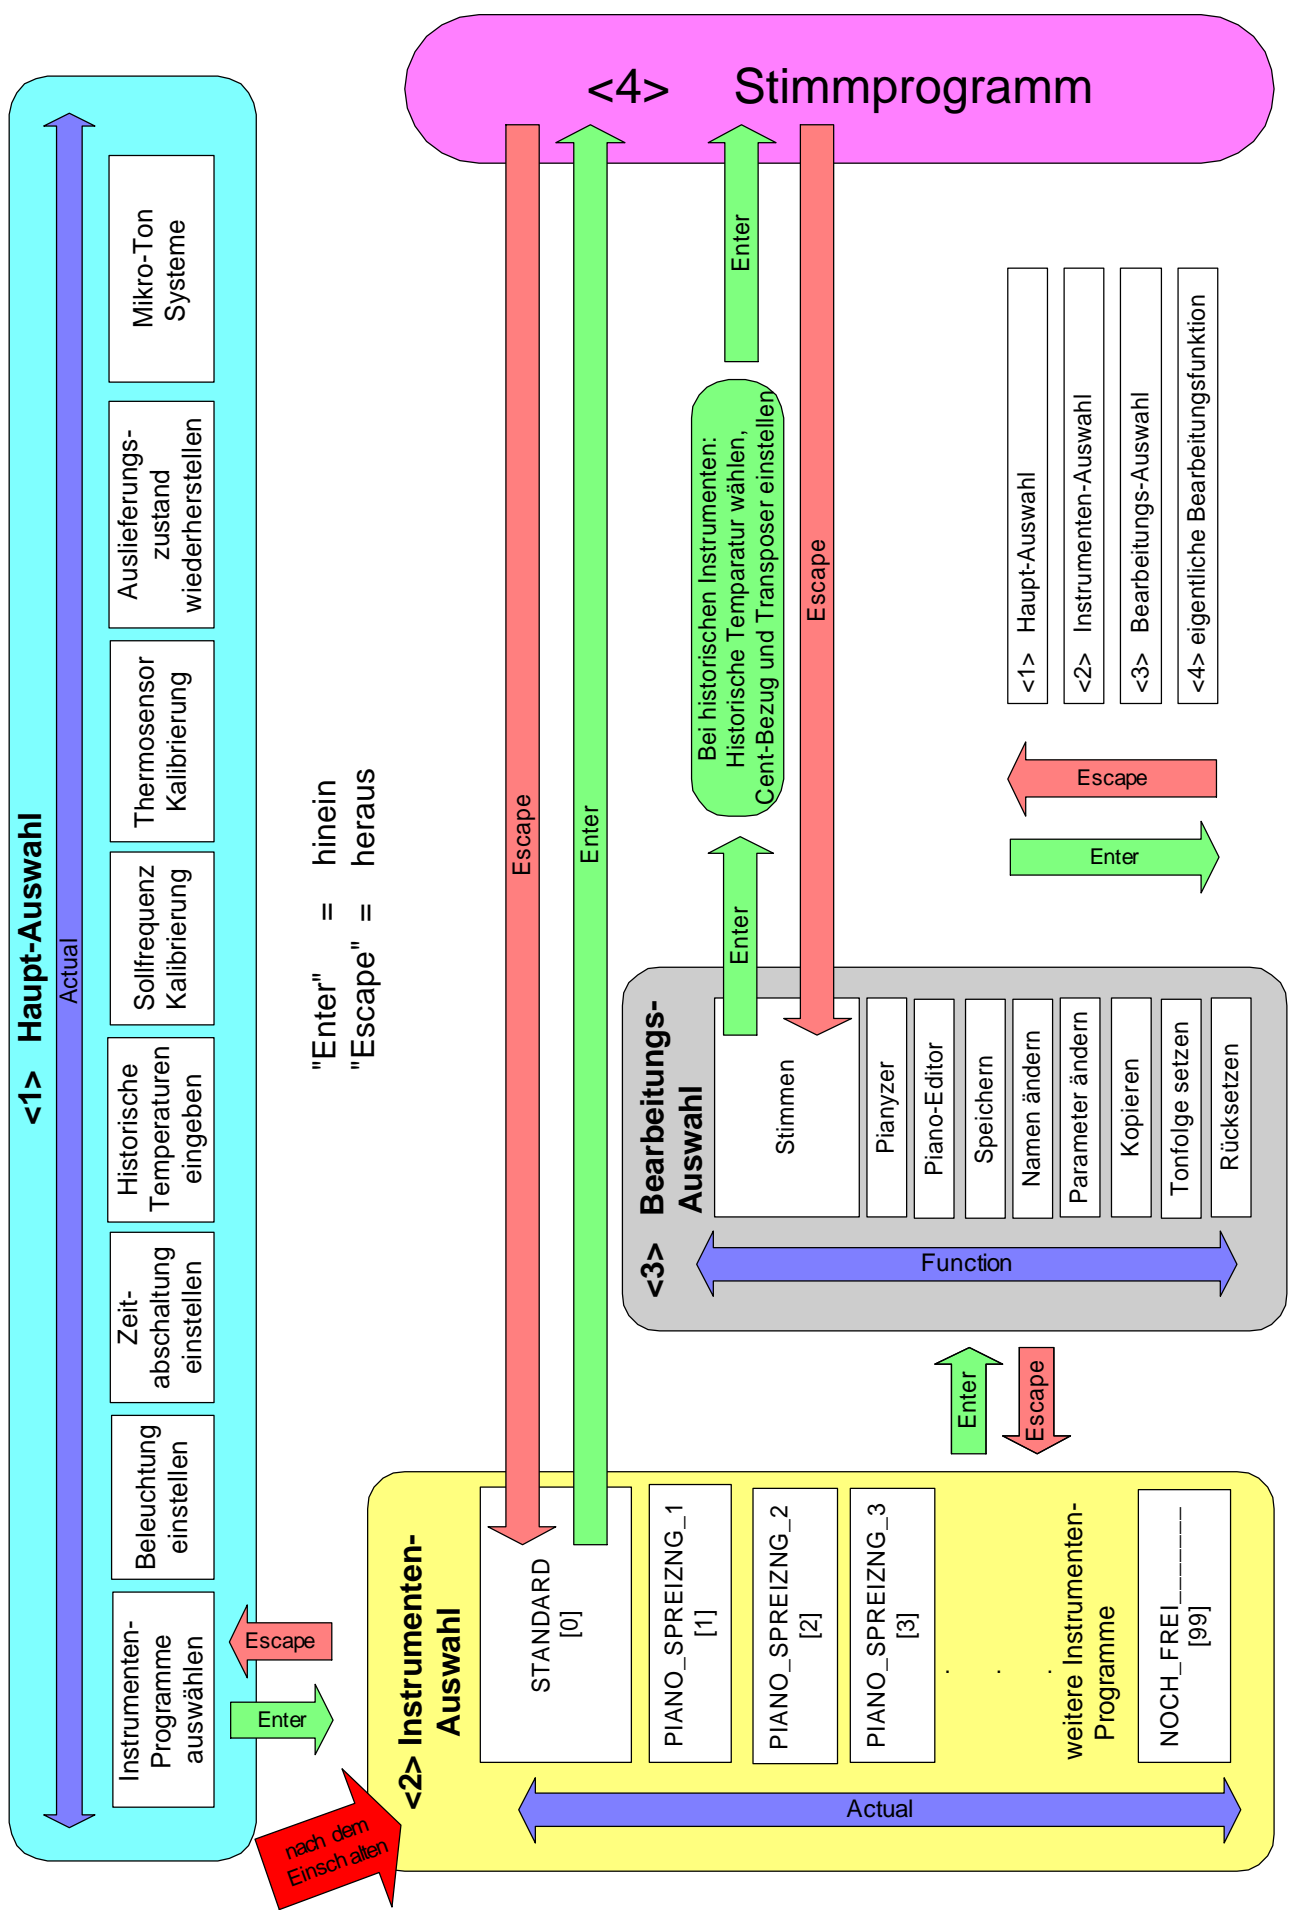 <1> Haupt-Auswahl
Actual
Instrumenten-
Programme
auswählen
Beleuchtung
einstellen
Zeit-
abschaltung
einstellen
Historische
Temperaturen
eingeben
Sollfrequenz
Kalibrierung
Thermosensor
Kalibrierung
Auslieferungs-
zustand
wiederherstellen
Mikro-Ton
Systeme
Enter
Escape
nach dem
Einschalten
"Enter" = hinein
"Escape" = heraus
<2> Instrumenten-
Auswahl
STANDARD
[0]
PIANO_SPREIZNG_1
[1]
PIANO_SPREIZNG_2
[2]
PIANO_SPREIZNG_3
[3]
. . .
weitere Instrumenten-
Programme
NOCH_FREI_______
[99]
Actual
Escape
Enter
Enter
Escape
<3> Bearbeitungs-
Auswahl
Stimmen
Pianyzer
Piano-Editor
Speichern
Namen ändern
Parameter ändern
Kopieren
Tonfolge setzen
Rücksetzen
Function
Enter
Bei historischen Instrumenten:
Historische Temparatur wählen,
Cent-Bezug und Transposer einstellen
Enter
Escape
<4> Stimmprogramm
Escape
Enter
<1> Haupt-Auswahl
<2> Instrumenten-Auswahl
<3> Bearbeitungs-Auswahl
<4> eigentliche Bearbeitungsfunktion